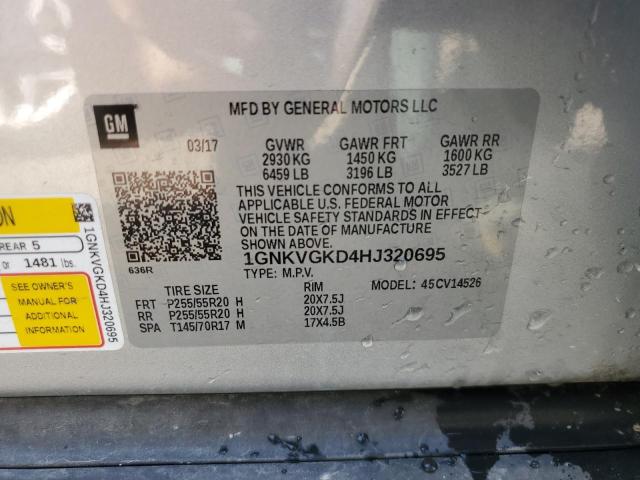 MFD BY GENERAL MOTORS LLC
GM
03/17 GVWR GAWR FRT GAWR RR
2930 KG 1450 KG 1600 KG
6459 LB 3196 LB 3527 LB
THIS VEHICLE CONFORMS TO ALL
APPLICABLE U.S. FEDERAL MOTOR
VEHICLE SAFETY STANDARDS IN EFFECT
ON THE DATE OF MANUFACTURE
SHOWN ABOVE.
1GNKVGKD4HJ320695
636R
TYPE: M.P.V.
MODEL: 45CV14526
TIRE SIZE RIM
FRT P255/55R20 H 20X7.5J
RR P255/55R20 H 20X7.5J
SPA T145/70R17 M 17X4.5B
ON
REAR 5
or 1481 lbs.
SEE OWNER'S
MANUAL FOR
ADDITIONAL
INFORMATION
1GNKVGKD4HJ320695